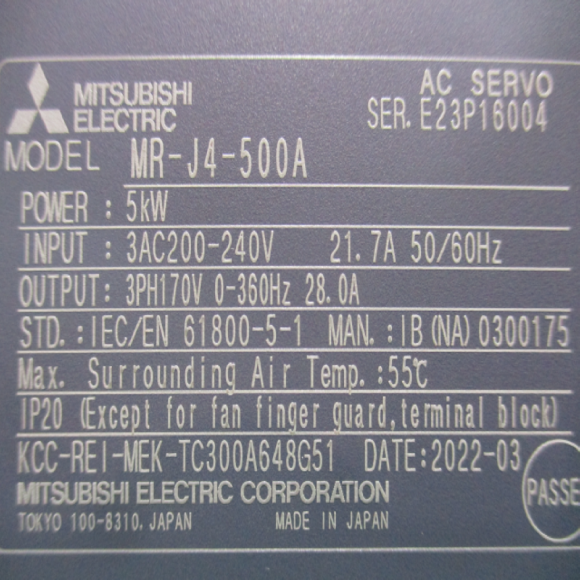 MITSUBISHI
ELECTRIC
AC SERVO
SER. E23P16004
MODEL MR-J4-500A
POWER : 5kW
INPUT : 3AC200-240V 21.7A 50/60Hz
OUTPUT: 3PH170V 0-360Hz 28.0A
STD. : IEC/EN 61800-5-1 MAN. : IB(NA)0300175
Max. Surrounding Air Temp. :55℃
IP20 (Except for fan finger guard, terminal block)
KCC-REI-MEK-TC300A648G51 DATE:2022-03
MITSUBISHI ELECTRIC CORPORATION
PASSE
TOKYO 100-8310, JAPAN MADE IN JAPAN